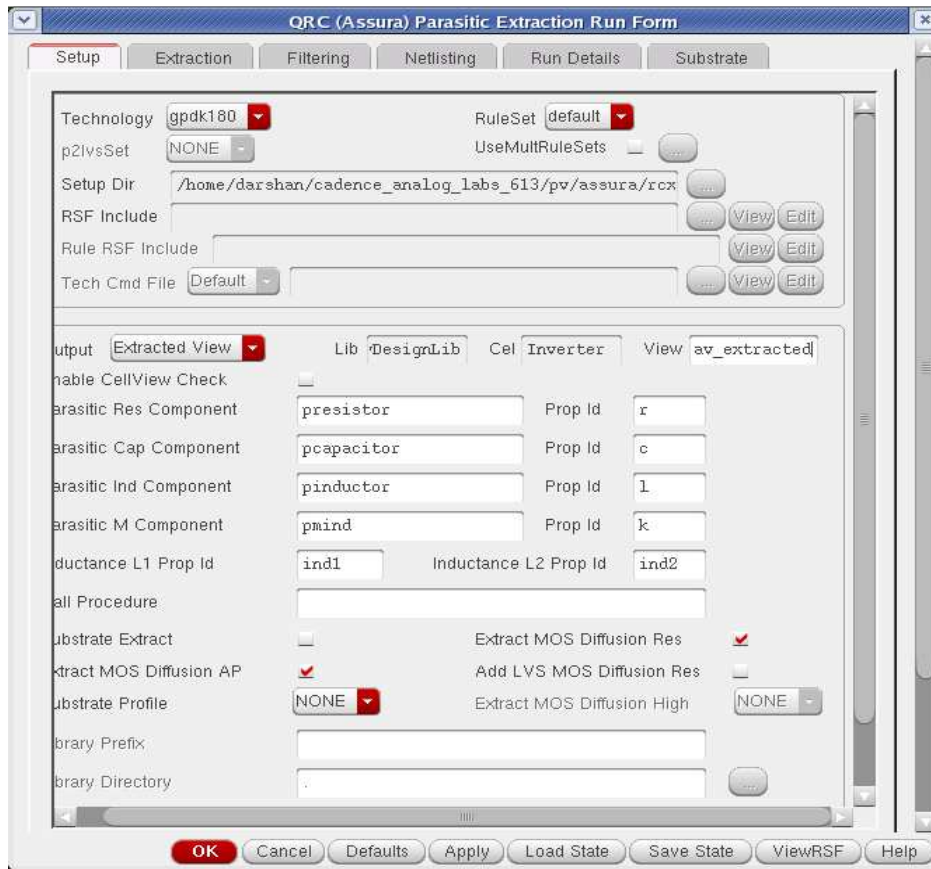 QRC (Assura) Parasitic Extraction Run Form
Setup Extraction Filtering Netlisting Run Details Substrate
Technology gpdk180 RuleSet default
p2lvsSet NONE UseMultRuleSets ...
Setup Dir /home/darshan/cadence_analog_labs_613/pv/assura/rcx ...
RSF Include ... View Edit
Rule RSF Include View Edit
Tech Cmd File Default ... View Edit
utput Extracted View Lib DesignLib Cel Inverter View av_extracted
nable CellView Check
arasitic Res Component presistor Prop Id r
arasitic Cap Component pcapacitor Prop Id c
arasitic Ind Component pinductor Prop Id l
arasitic M Component pmind Prop Id k
ductance L1 Prop Id ind1 Inductance L2 Prop Id ind2
all Procedure
ubstrate Extract Extract MOS Diffusion Res
xtract MOS Diffusion AP Add LVS MOS Diffusion Res
ubstrate Profile NONE Extract MOS Diffusion High NONE
brary Prefix
brary Directory . ...
OK Cancel Defaults Apply Load State Save State ViewRSF Help